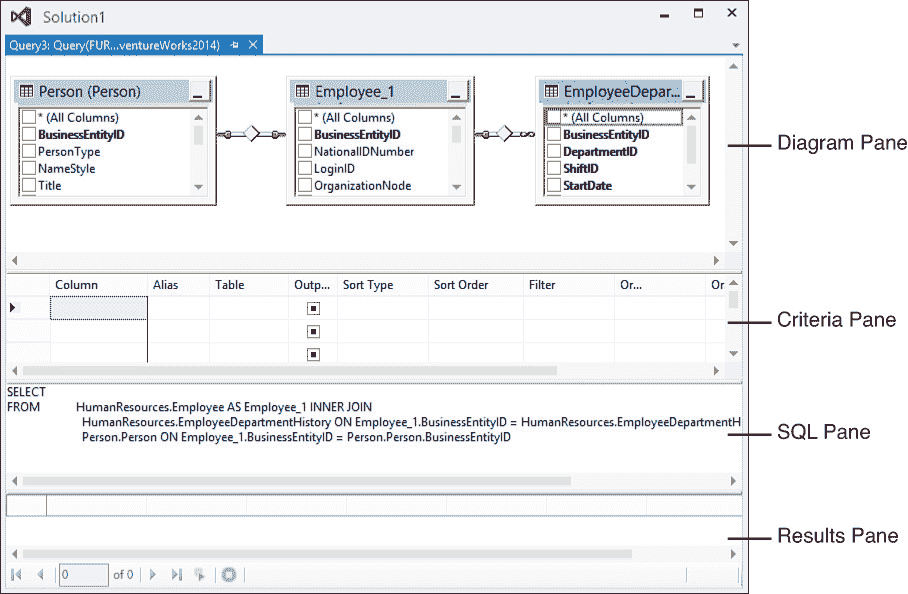 Solution1
Query3: Query(FUR...ventureWorks2014)
Person (Person)
* (All Columns)
BusinessEntityID
PersonType
NameStyle
Title
Employee_1
* (All Columns)
BusinessEntityID
NationalIDNumber
LoginID
OrganizationNode
EmployeeDepar...
* (All Columns)
BusinessEntityID
DepartmentID
ShiftID
StartDate
Diagram Pane
Column Alias Table Outp... Sort Type Sort Order Filter Or... Or
Criteria Pane
SELECT
FROM HumanResources.Employee AS Employee_1 INNER JOIN
HumanResources.EmployeeDepartmentHistory ON Employee_1.BusinessEntityID = HumanResources.EmployeeDepartmentH
Person.Person ON Employee_1.BusinessEntityID = Person.Person.BusinessEntityID
SQL Pane
Results Pane
0 of 0